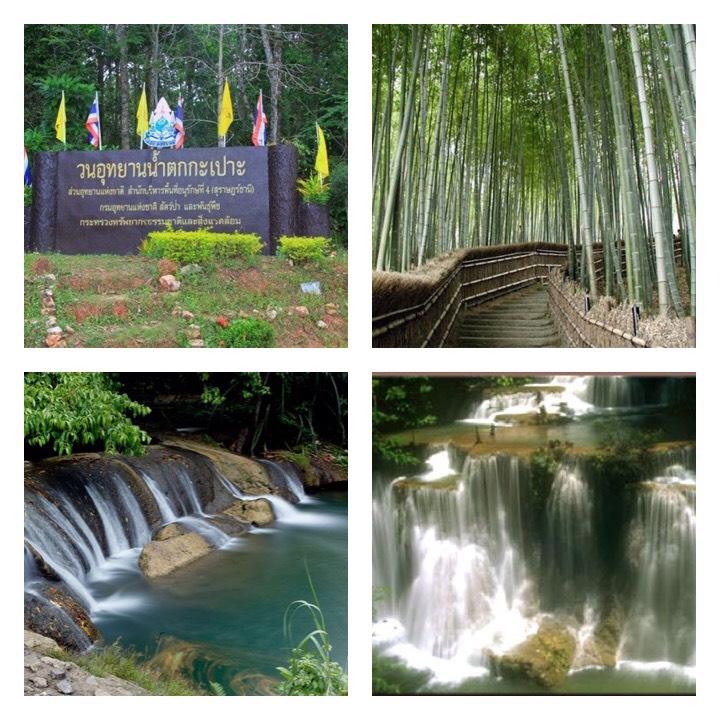 วนอุทยานน้ำตกกะเปาะ
ส่วนอุทยานแห่งชาติ สำนักบริหารพื้นที่อนุรักษ์ที่ 4 (สุราษฎร์ธานี)
กรมอุทยานแห่งชาติ สัตว์ป่า และพันธุ์พืช
กระทรวงทรัพยากรธรรมชาติและสิ่งแวดล้อม